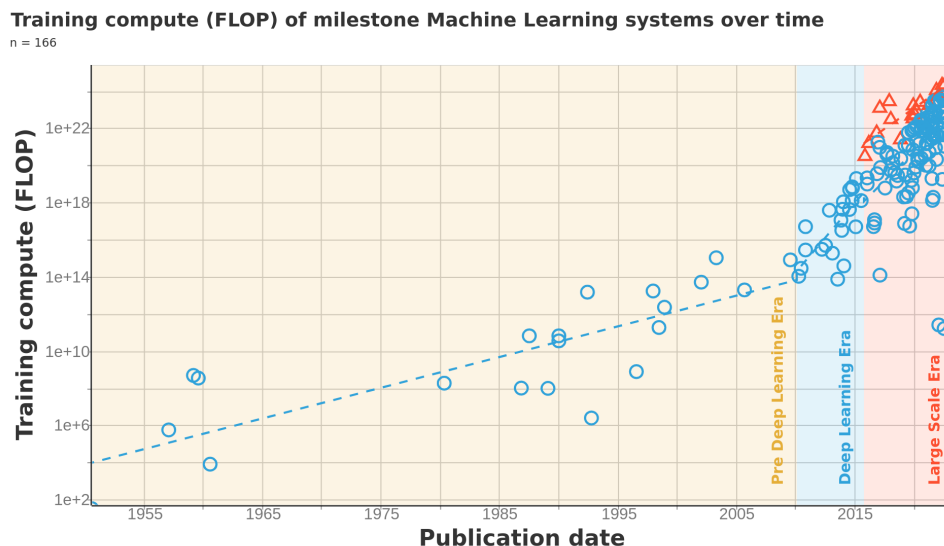 Training compute (FLOP) of milestone Machine Learning systems over time
n = 166
Training compute (FLOP)
1e+22
1e+18
1e+14
1e+10
1e+6
1e+2
Pre Deep Learning Era
Deep Learning Era
Large Scale Era
1955
1965
1975
1985
1995
2005
2015
Publication date